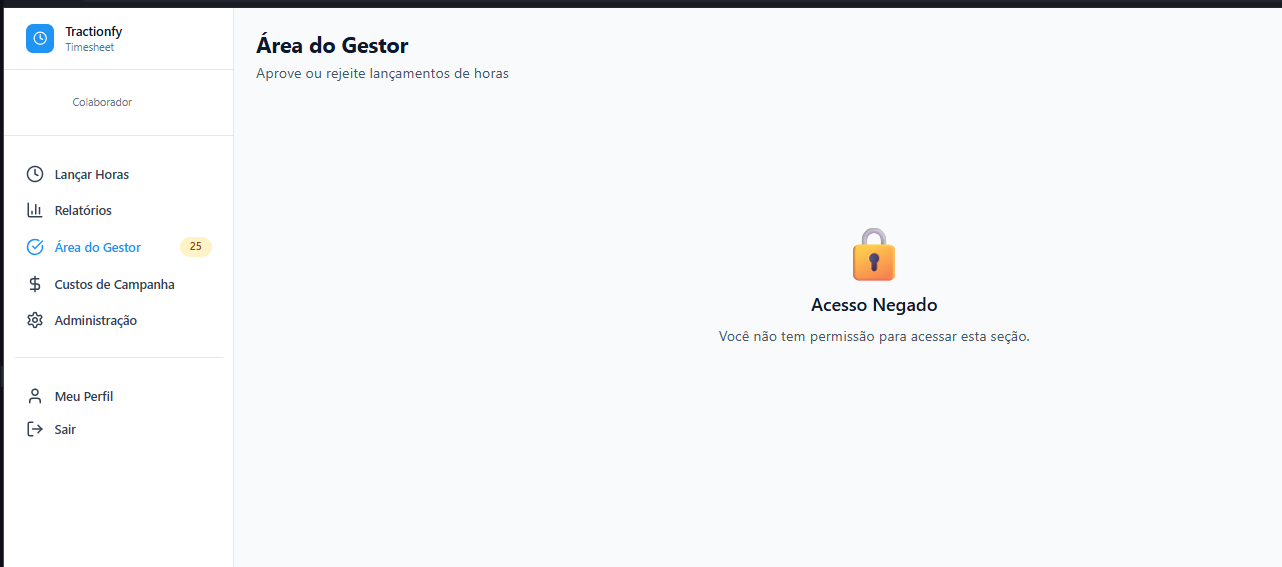 Tractionfy
Timesheet
Colaborador
Lançar Horas
Relatórios
Área do Gestor 25
Custos de Campanha
Administração
Meu Perfil
Sair
Área do Gestor
Aprove ou rejeite lançamentos de horas
Acesso Negado
Você não tem permissão para acessar esta seção.